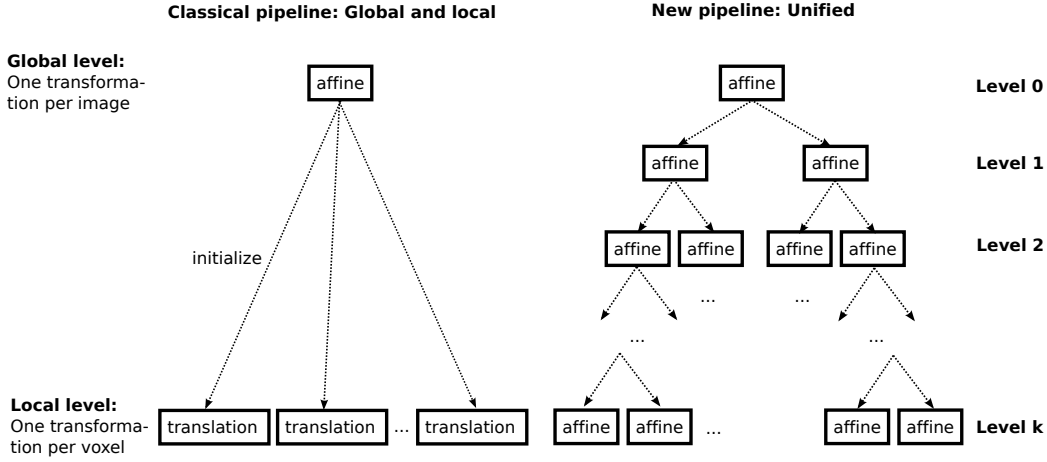 Classical pipeline: Global and local
New pipeline: Unified
Global level:
One transforma-
tion per image
affine
affine
Level 0
affine
affine
Level 1
affine
affine
affine
affine
Level 2
initialize
...
...
...
...
Local level:
One transforma-
tion per voxel
translation
translation
...
translation
affine
affine
...
affine
affine
Level k